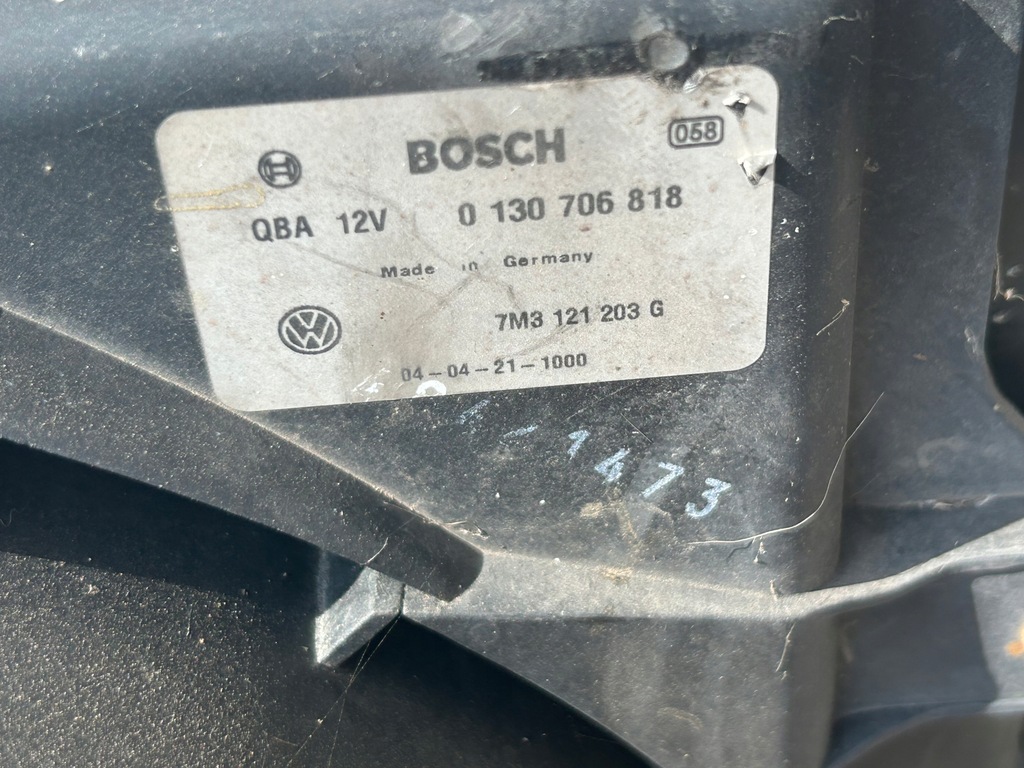 BOSCH 058
QBA 12V 0 130 706 818
Made in Germany
7M3 121 203 G
04-04-21-1000
-1473